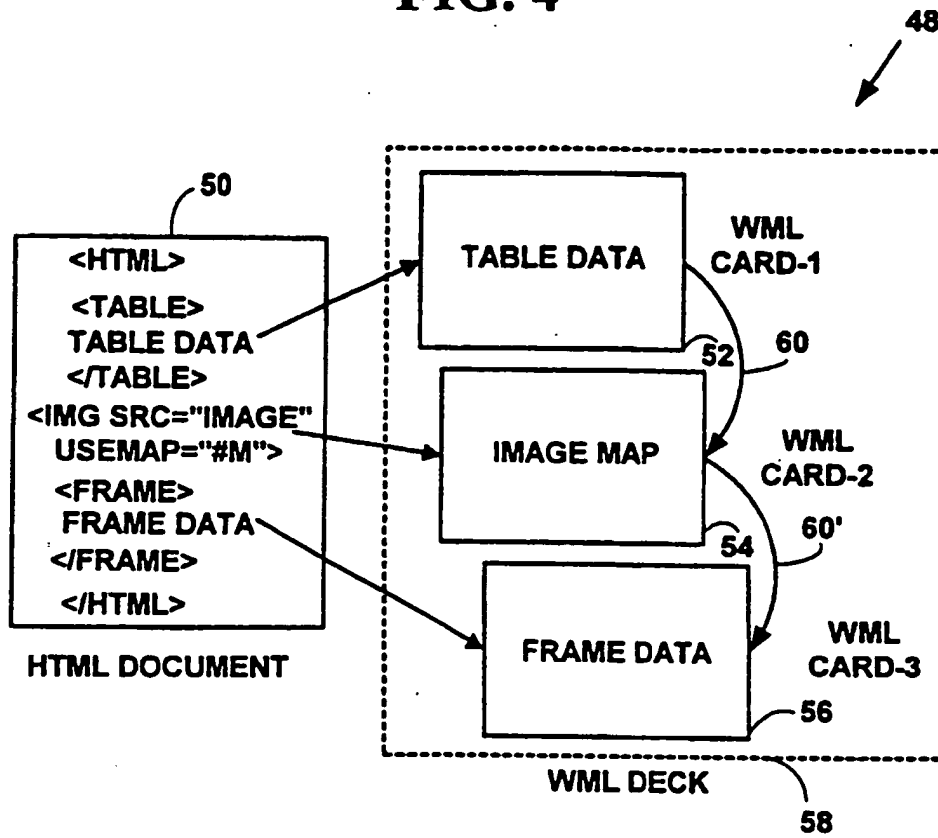 FIG. 4
48
50
<HTML>
<TABLE>
TABLE DATA
</TABLE>
<IMG SRC="IMAGE"
USEMAP="#M">
<FRAME>
FRAME DATA
</FRAME>
</HTML>
HTML DOCUMENT
TABLE DATA
WML
CARD-1
52
60
IMAGE MAP
WML
CARD-2
54
60'
FRAME DATA
WML
CARD-3
56
WML DECK
58